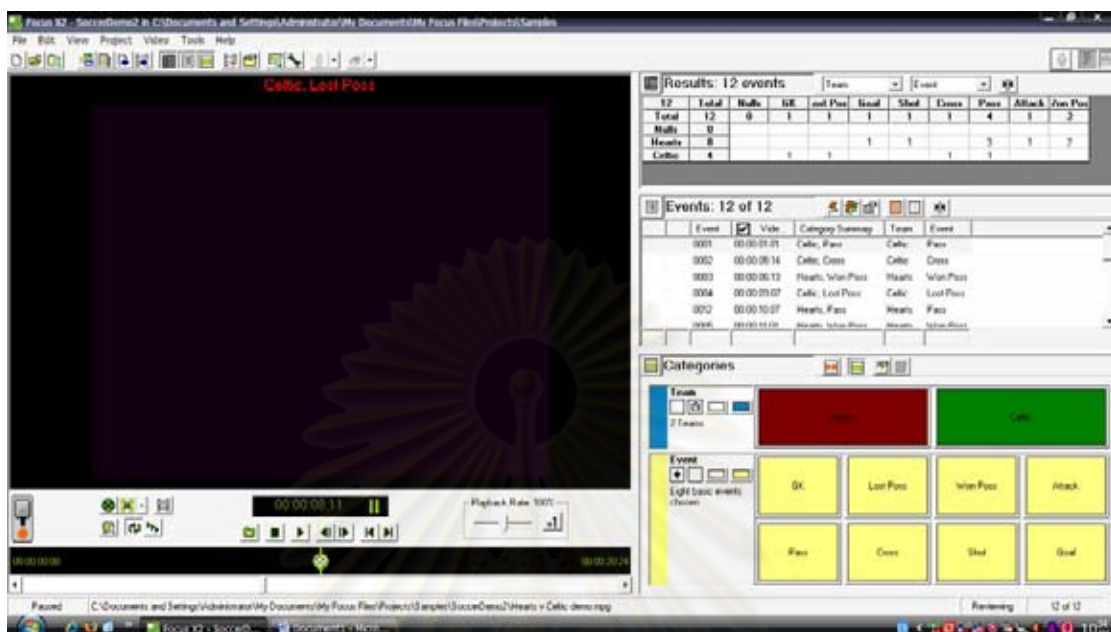 Focus X2 - SoccerDemo2 in C:\Documents and Settings\Administrator\My Documents\My Focus Files\Projects\Samples
File Edit View Project Video Tools Help
Celtic, Lost Poss
Results: 12 events Team Event
12 Total Nulls GK Goal Shot Cross Pass Attack
Total 12 0 1 1 1 1 1 4 1 2
Nulls 0
Hearts 8 1 1 3 1 2
Celtic 4 1 1 1 1
Events: 12 of 12
Event Vide Category Summary Team Event
0001 00:00:01:01 Celtic, Pass Celtic Pass
0002 Celtic, Cross Celtic Cross
0003 00:00:06:13 Hearts, Won Poss Hearts Won Poss
0004 00:00:09:07 Celtic, Lost Poss Celtic Lost Poss
0012 00:00:10:07 Hearts, Pass Hearts Pass
Categories
Team
2 Teams
Celtic
Event
Eight basic events
chosen
GK Lost Poss Won Poss Attack
Pass Cross Shot Goal
00:00:08:11
Playback Rate 100%
x1
00:00:00:00 00:00:20:24
Paused C:\Documents and Settings\Administrator\My Documents\My Focus Files\Projects\Samples\SoccerDemo2\Hearts v Celtic demo.mpg Reviewing 12 of 12
Focus X2 - SoccerD...